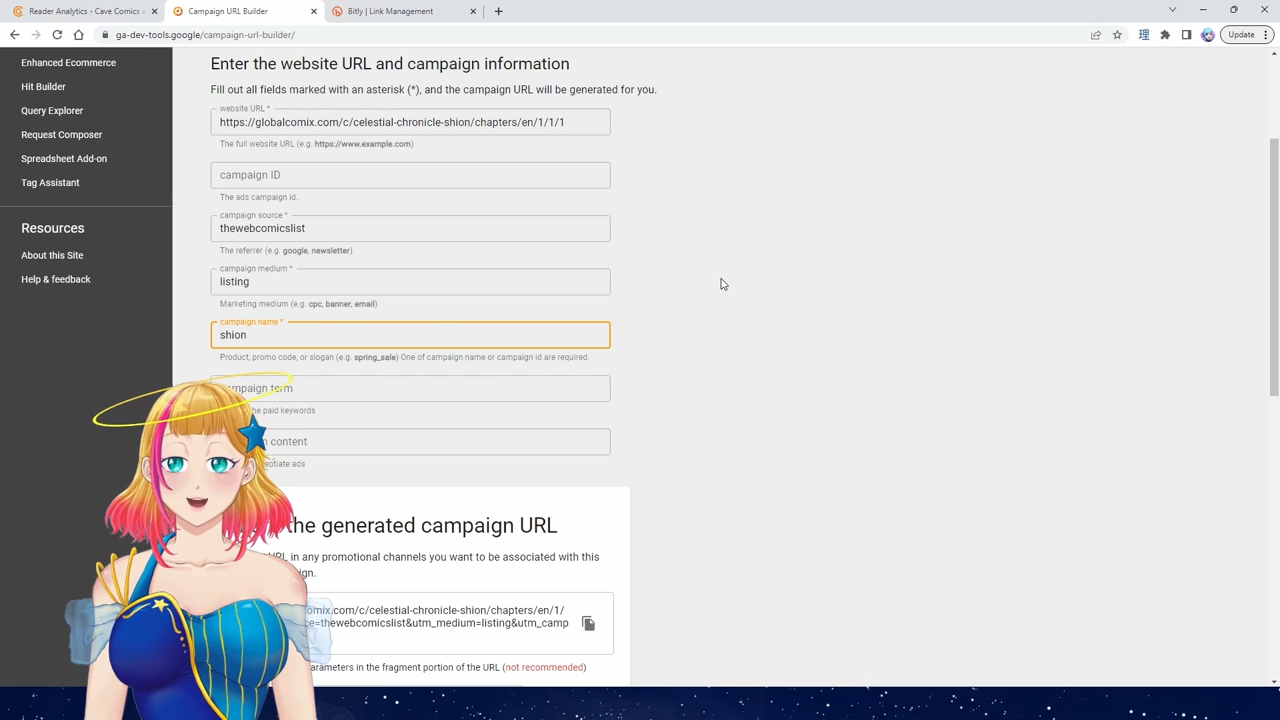 Reader Analytics - Cave Comics
Campaign URL Builder
Bitly | Link Management
ga-dev-tools.google/campaign-url-builder/
Update
Enhanced Ecommerce
Hit Builder
Query Explorer
Request Composer
Spreadsheet Add-on
Tag Assistant
Resources
About this Site
Help & feedback
Enter the website URL and campaign information
Fill out all fields marked with an asterisk (*), and the campaign URL will be generated for you.
website URL *
https://globalcomix.com/c/celestial-chronicle-shion/chapters/en/1/1/1
The full website URL (e.g. https://www.example.com)
campaign ID
The ads campaign id.
campaign source *
thewebcomicslist
The referrer (e.g. google, newsletter)
campaign medium *
listing
Marketing medium (e.g. cpc, banner, email)
campaign name *
shion
Product, promo code, or slogan (e.g. spring_sale) One of campaign name or campaign id are required.
campaign term
the paid keywords
content
ads
the generated campaign URL
in any promotional channels you want to be associated with this
omix.com/c/celestial-chronicle-shion/chapters/en/1/
=thewebcomicslist&utm_medium=listing&utm_camp
parameters in the fragment portion of the URL (not recommended)